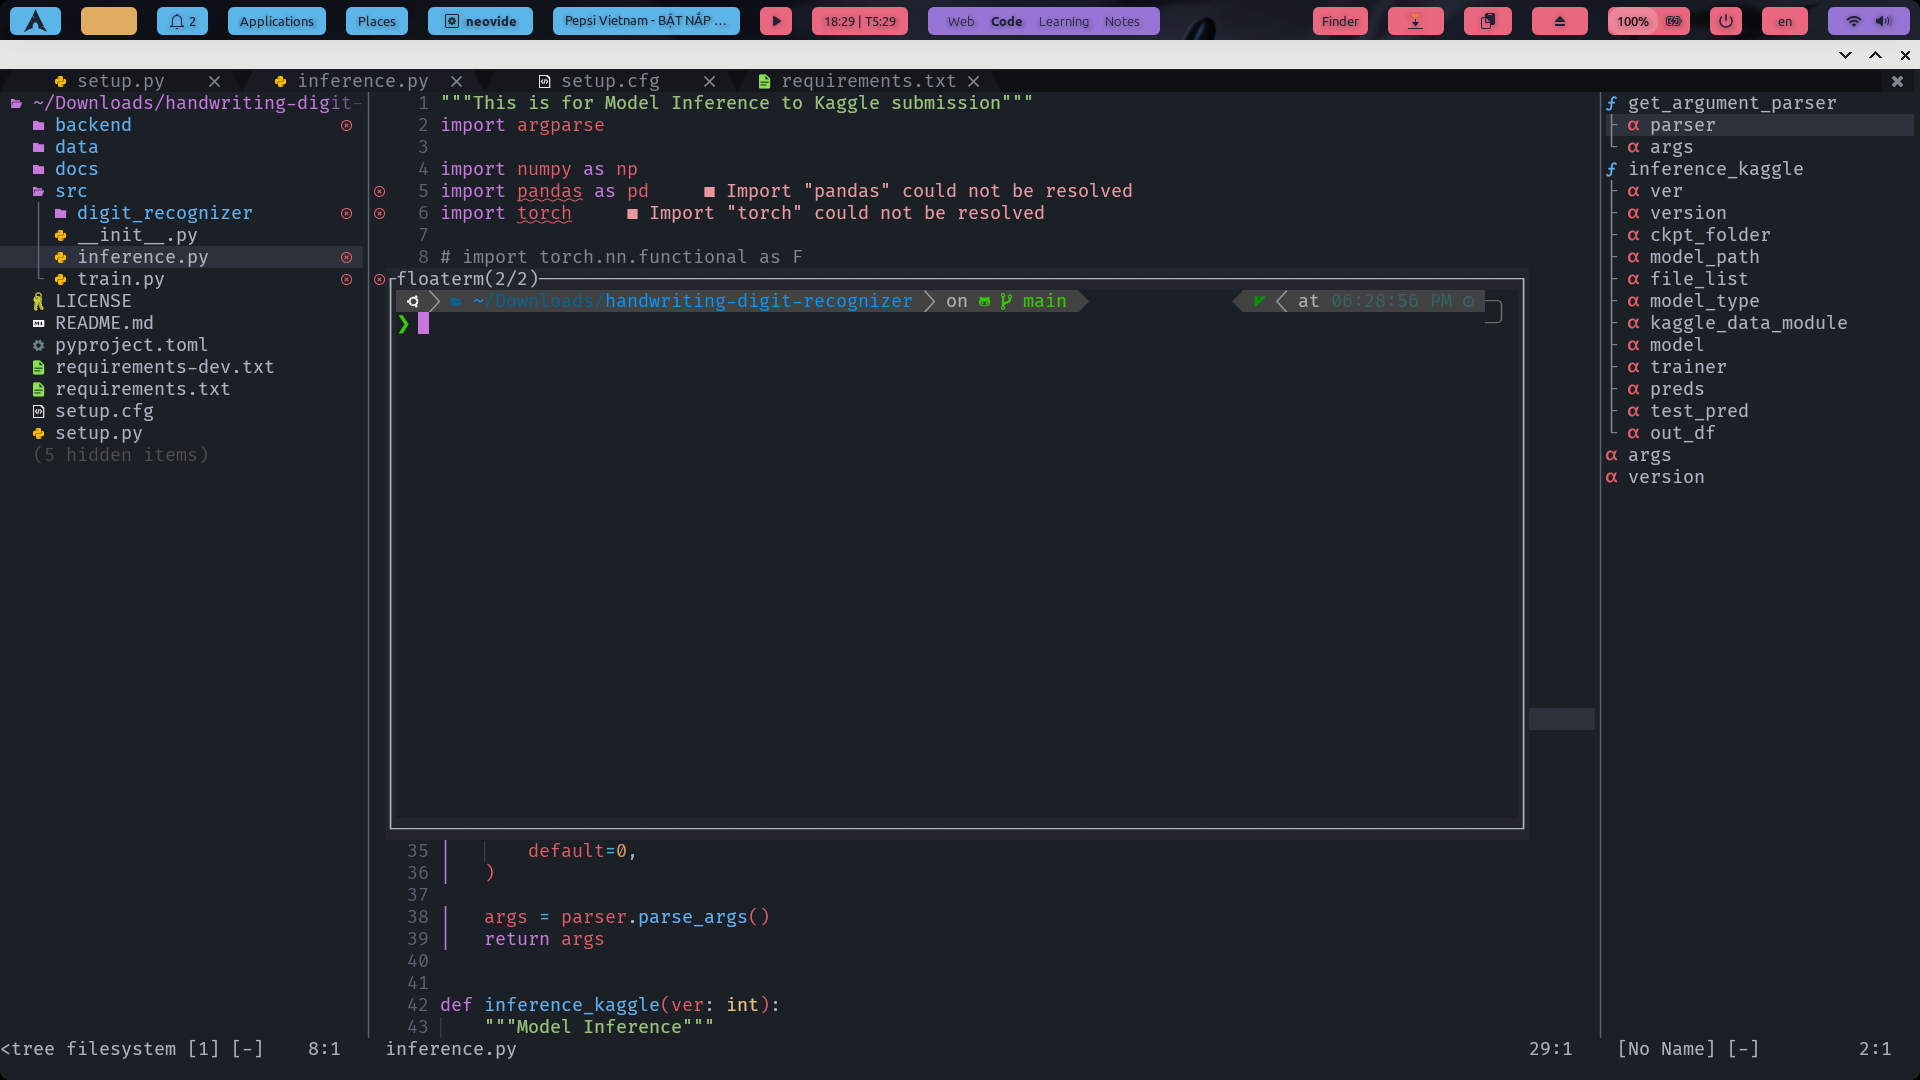 2
Applications
Places
neovide
Pepsi Vietnam - BẬT NẮP ...
18:29 | T5:29
Web Code Learning Notes
Finder
100%
en
setup.py
inference.py
setup.cfg
requirements.txt
~/Downloads/handwriting-digit-
backend
data
docs
src
digit_recognizer
__init__.py
inference.py
train.py
LICENSE
README.md
pyproject.toml
requirements-dev.txt
requirements.txt
setup.cfg
setup.py
(5 hidden items)
1 """This is for Model Inference to Kaggle submission"""
2 import argparse
3
4 import numpy as np
5 import pandas as pd ■ Import "pandas" could not be resolved
6 import torch ■ Import "torch" could not be resolved
7
8 # import torch.nn.functional as F
floaterm(2/2)
~/Downloads/handwriting-digit-recognizer on main
at 06:28:56 PM
❯
35 default=0,
36 )
37
38 args = parser.parse_args()
39 return args
40
41
42 def inference_kaggle(ver: int):
43 """Model Inference"""
get_argument_parser
α parser
α args
inference_kaggle
α ver
α version
α ckpt_folder
α model_path
α file_list
α model_type
α kaggle_data_module
α model
α trainer
α preds
α test_pred
α out_df
α args
α version
<tree filesystem [1] [-] 8:1
inference.py 29:1
[No Name] [-] 2:1